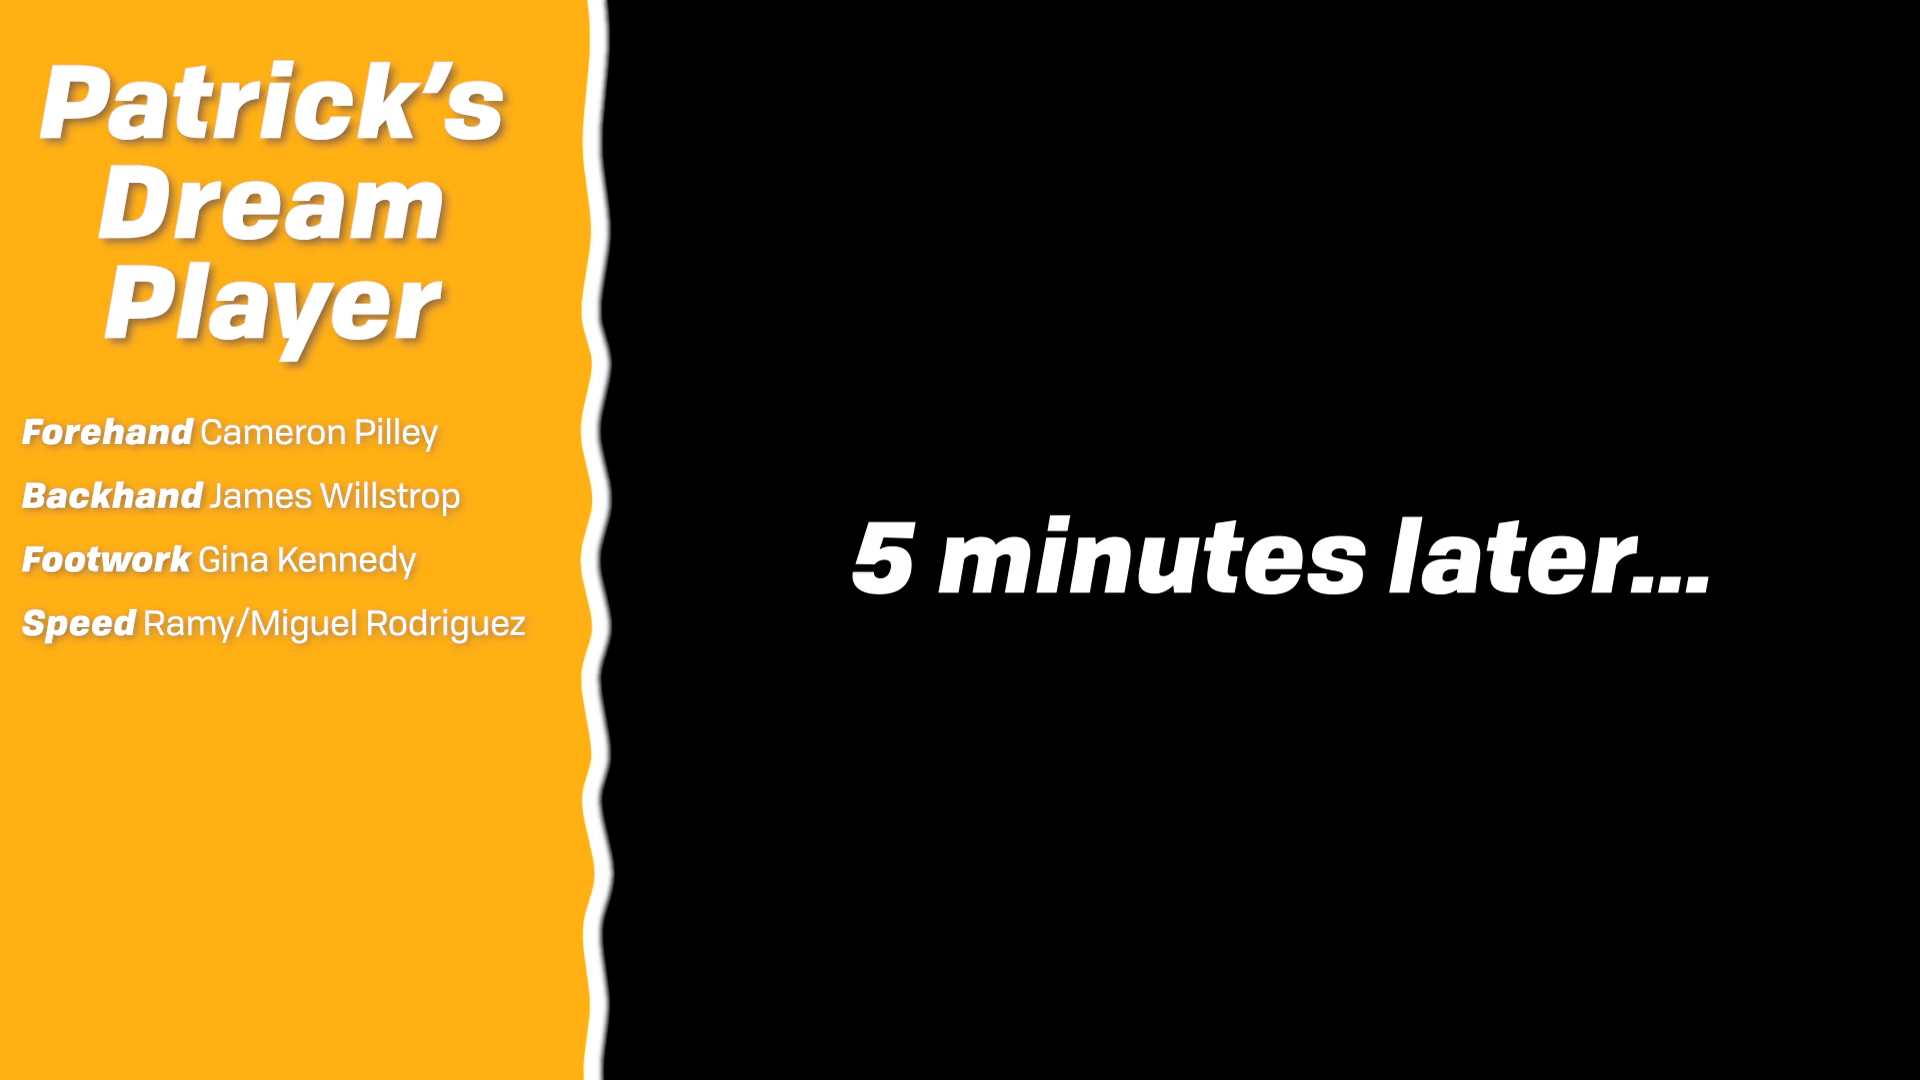 Patrick’s
Dream
Player
Forehand Cameron Pilley
Backhand James Willstrop
Footwork Gina Kennedy
Speed Ramy/Miguel Rodriguez
5 minutes later...